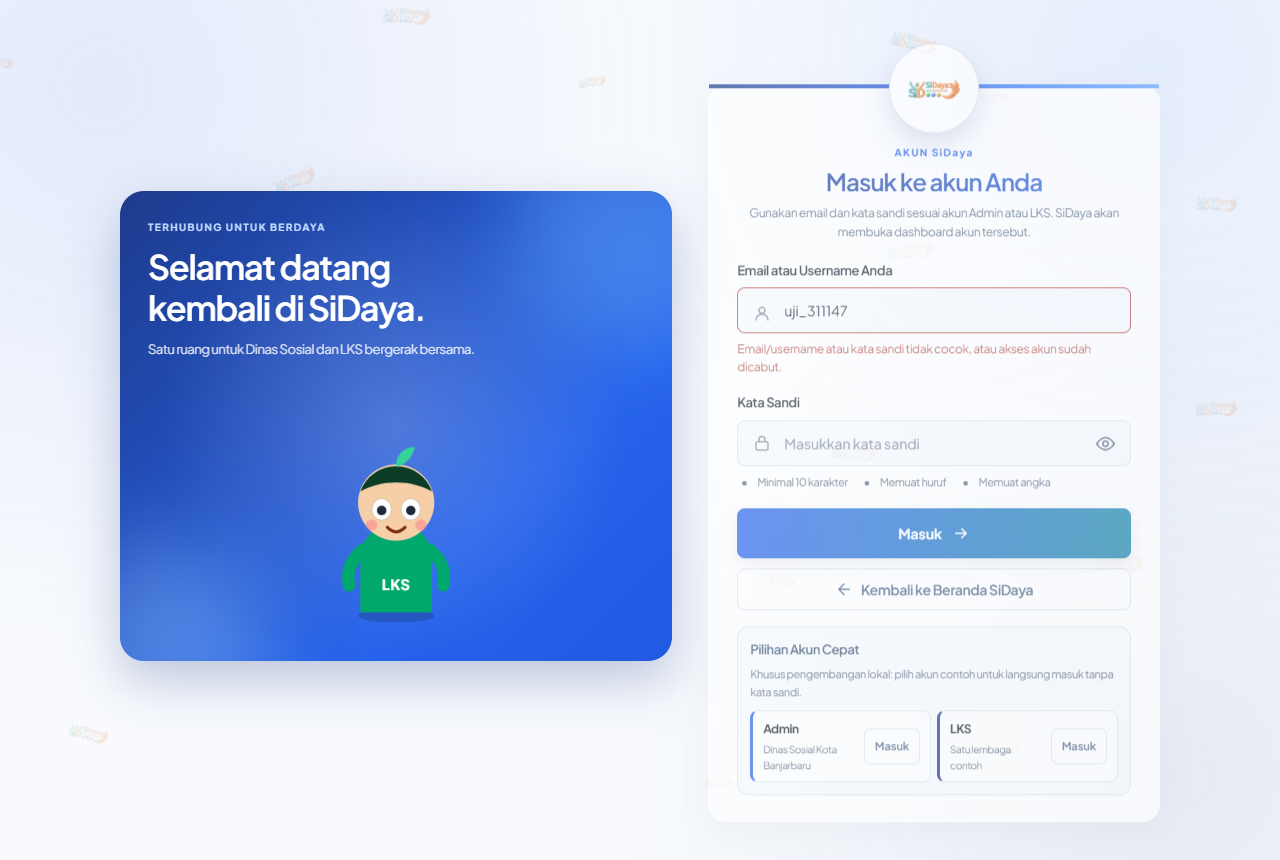 TERHUBUNG UNTUK BERDAYA
Selamat datang
kembali di SiDaya.
Satu ruang untuk Dinas Sosial dan LKS bergerak bersama.
LKS
SiDaya
AKUN SiDaya
Masuk ke akun Anda
Gunakan email dan kata sandi sesuai akun Admin atau LKS. SiDaya akan
membuka dashboard akun tersebut.
Email atau Username Anda
uji_311147
Email/username atau kata sandi tidak cocok, atau akses akun sudah
dicabut.
Kata Sandi
Masukkan kata sandi
Minimal 10 karakter
Memuat huruf
Memuat angka
Masuk
Kembali ke Beranda SiDaya
Pilihan Akun Cepat
Khusus pengembangan lokal: pilih akun contoh untuk langsung masuk tanpa
kata sandi.
Admin
Dinas Sosial Kota
Banjarbaru
Masuk
LKS
Satu lembaga
contoh
Masuk